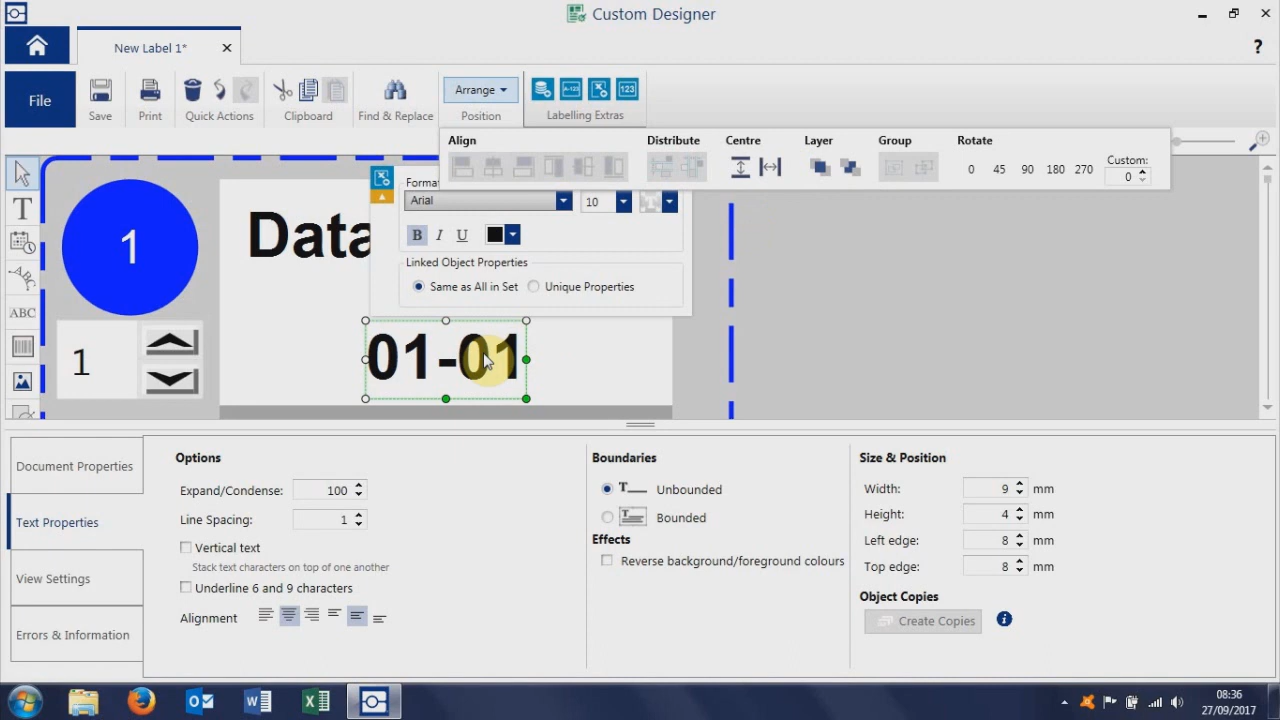 Custom Designer
New Label 1*
?
File
Save
Print
Quick Actions
Clipboard
Find & Replace
Arrange
Position
A-123
123
Labelling Extras
Align
Distribute
Centre
Layer
Group
Rotate
0
45
90
180
270
Custom:
0
T
ABC
1
1
Data
Format
Arial
10
T
B
I
U
Linked Object Properties
Same as All in Set
Unique Properties
01-01
Document Properties
Text Properties
View Settings
Errors & Information
Options
Expand/Condense:
100
Line Spacing:
1
Vertical text
Stack text characters on top of one another
Underline 6 and 9 characters
Alignment
Boundaries
T
Unbounded
T
Bounded
Effects
Reverse background/foreground colours
Size & Position
Width:
9
mm
Height:
4
mm
Left edge:
8
mm
Top edge:
8
mm
Object Copies
Create Copies
i
08:36
27/09/2017